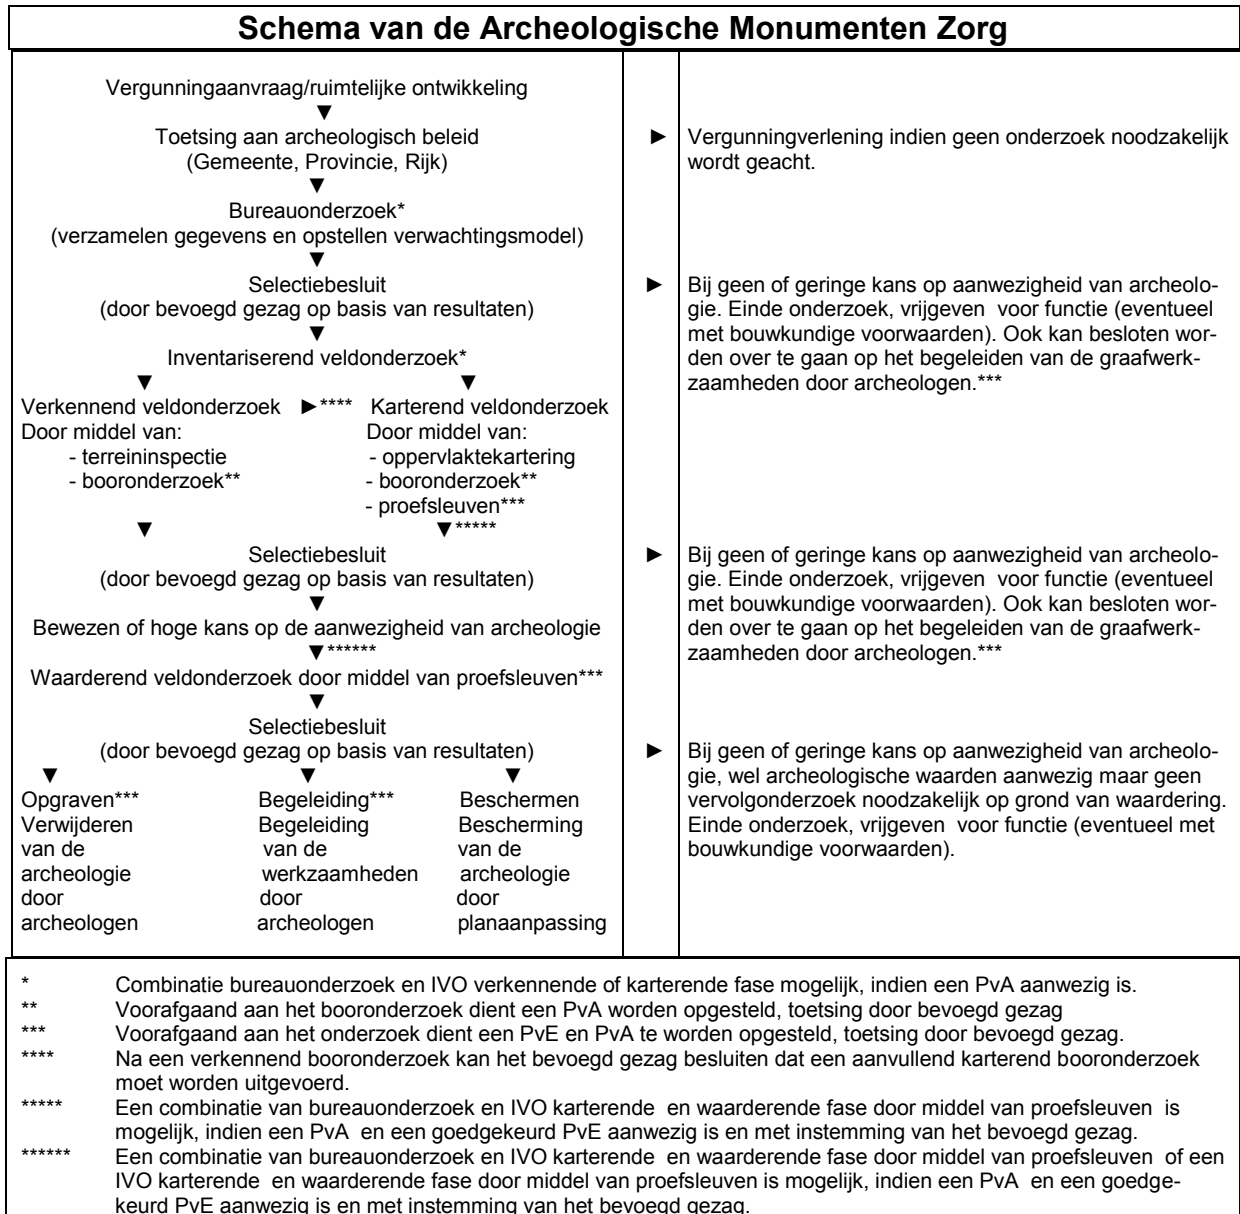 Schema van de Archeologische Monumenten Zorg
Vergunningaanvraag/ruimtelijke ontwikkeling
▼
Toetsing aan archeologisch beleid
(Gemeente, Provincie, Rijk)
▼
► Vergunningverlening indien geen onderzoek noodzakelijk
wordt geacht.
Bureauonderzoek*
(verzamelen gegevens en opstellen verwachtingsmodel)
▼
Selectiebesluit
(door bevoegd gezag op basis van resultaten)
▼
► Bij geen of geringe kans op aanwezigheid van archeolo-
gie. Einde onderzoek, vrijgeven voor functie (eventueel
met bouwkundige voorwaarden). Ook kan besloten wor-
den over te gaan op het begeleiden van de graafwerk-
zaamheden door archeologen.***
Inventariserend veldonderzoek*
▼ ▼
Verkennend veldonderzoek ►**** Karterend veldonderzoek
Door middel van: Door middel van:
- terreininspectie - oppervlaktekartering
- booronderzoek** - booronderzoek**
- proefsleuven***
▼ ▼*****
Selectiebesluit
(door bevoegd gezag op basis van resultaten)
▼
► Bij geen of geringe kans op aanwezigheid van archeolo-
gie. Einde onderzoek, vrijgeven voor functie (eventueel
met bouwkundige voorwaarden). Ook kan besloten wor-
den over te gaan op het begeleiden van de graafwerk-
zaamheden door archeologen.***
Bewezen of hoge kans op de aanwezigheid van archeologie
▼******
Waarderend veldonderzoek door middel van proefsleuven***
▼
Selectiebesluit
(door bevoegd gezag op basis van resultaten)
▼ ▼ ▼
► Bij geen of geringe kans op aanwezigheid van archeolo-
gie, wel archeologische waarden aanwezig maar geen
vervolgonderzoek noodzakelijk op grond van waardering.
Einde onderzoek, vrijgeven voor functie (eventueel met
bouwkundige voorwaarden).
Opgraven*** Begeleiding*** Beschermen
Verwijderen Begeleiding Bescherming
van de van de van de
archeologie werkzaamheden archeologie
door door door
archeologen archeologen planaanpassing
* Combinatie bureauonderzoek en IVO verkennende of karterende fase mogelijk, indien een PvA aanwezig is.
** Voorafgaand aan het booronderzoek dient een PvA worden opgesteld, toetsing door bevoegd gezag
*** Voorafgaand aan het onderzoek dient een PvE en PvA te worden opgesteld, toetsing door bevoegd gezag.
**** Na een verkennend booronderzoek kan het bevoegd gezag besluiten dat een aanvullend karterend booronderzoek
moet worden uitgevoerd.
***** Een combinatie van bureauonderzoek en IVO karterende en waarderende fase door middel van proefsleuven is
mogelijk, indien een PvA en een goedgekeurd PvE aanwezig is en met instemming van het bevoegd gezag.
****** Een combinatie van bureauonderzoek en IVO karterende en waarderende fase door middel van proefsleuven of een
IVO karterende en waarderende fase door middel van proefsleuven is mogelijk, indien een PvA en een goedge-
keurd PvE aanwezig is en met instemming van het bevoegd gezag.